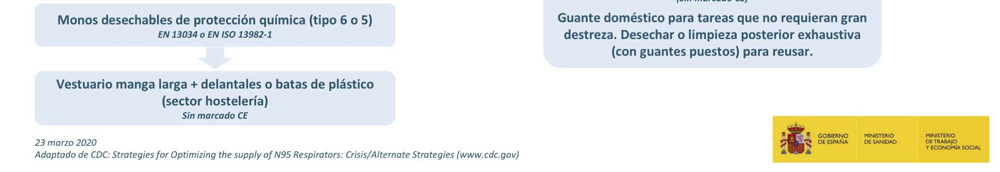 Monos desechables de protección química (tipo 6 o 5)
EN 13034 o EN ISO 13982-1
Vestuario manga larga + delantales o batas de plástico
(sector hostelería)
Sin marcado CE
(Sin marcado CE)
Guante doméstico para tareas que no requieran gran
destreza. Desechar o limpieza posterior exhaustiva
(con guantes puestos) para reusar.
23 marzo 2020
Adaptado de CDC: Strategies for Optimizing the supply of N95 Respirators: Crisis/Alternate Strategies (www.cdc.gov)
GOBIERNO
DE ESPAÑA
MINISTERIO
DE SANIDAD
MINISTERIO
DE TRABAJO
Y ECONOMÍA SOCIAL